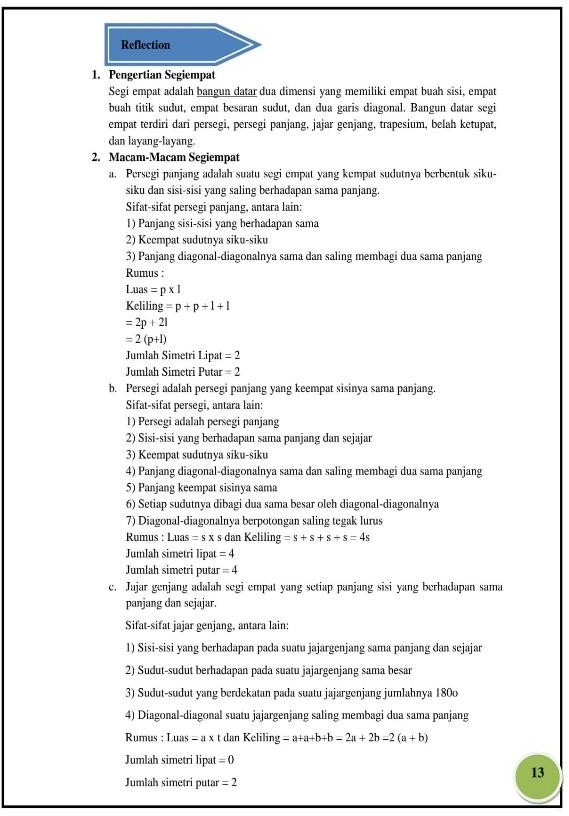 Reflection
1. Pengertian Segiempat
Segi empat adalah bangun datar dua dimensi yang memiliki empat buah sisi, empat
buah titik sudut, empat besaran sudut, dan dua garis diagonal. Bangun datar segi
empat terdiri dari persegi, persegi panjang, jajar genjang, trapesium, belah ketupat,
dan layang-layang.
2. Macam-Macam Segiempat
a. Persegi panjang adalah suatu segi empat yang kempat sudutnya berbentuk siku-
siku dan sisi-sisi yang saling berhadapan sama panjang.
Sifat-sifat persegi panjang, antara lain:
1) Panjang sisi-sisi yang berhadapan sama
2) Keempat sudutnya siku-siku
3) Panjang diagonal-diagonalnya sama dan saling membagi dua sama panjang
Rumus :
Luas = p x l
Keliling = p + p + l + l
= 2p + 2l
= 2 (p+l)
Jumlah Simetri Lipat = 2
Jumlah Simetri Putar = 2
b. Persegi adalah persegi panjang yang keempat sisinya sama panjang.
Sifat-sifat persegi, antara lain:
1) Persegi adalah persegi panjang
2) Sisi-sisi yang berhadapan sama panjang dan sejajar
3) Keempat sudutnya siku-siku
4) Panjang diagonal-diagonalnya sama dan saling membagi dua sama panjang
5) Panjang keempat sisinya sama
6) Setiap sudutnya dibagi dua sama besar oleh diagonal-diagonalnya
7) Diagonal-diagonalnya berpotongan saling tegak lurus
Rumus : Luas = s x s dan Keliling = s + s + s + s = 4s
Jumlah simetri lipat = 4
Jumlah simetri putar = 4
c. Jajar genjang adalah segi empat yang setiap panjang sisi yang berhadapan sama
panjang dan sejajar.
Sifat-sifat jajar genjang, antara lain:
1) Sisi-sisi yang berhadapan pada suatu jajargenjang sama panjang dan sejajar
2) Sudut-sudut berhadapan pada suatu jajargenjang sama besar
3) Sudut-sudut yang berdekatan pada suatu jajargenjang jumlahnya 180o
4) Diagonal-diagonal suatu jajargenjang saling membagi dua sama panjang
Rumus : Luas = a x t dan Keliling = a+a+b+b = 2a + 2b =2 (a + b)
Jumlah simetri lipat = 0
Jumlah simetri putar = 2
13